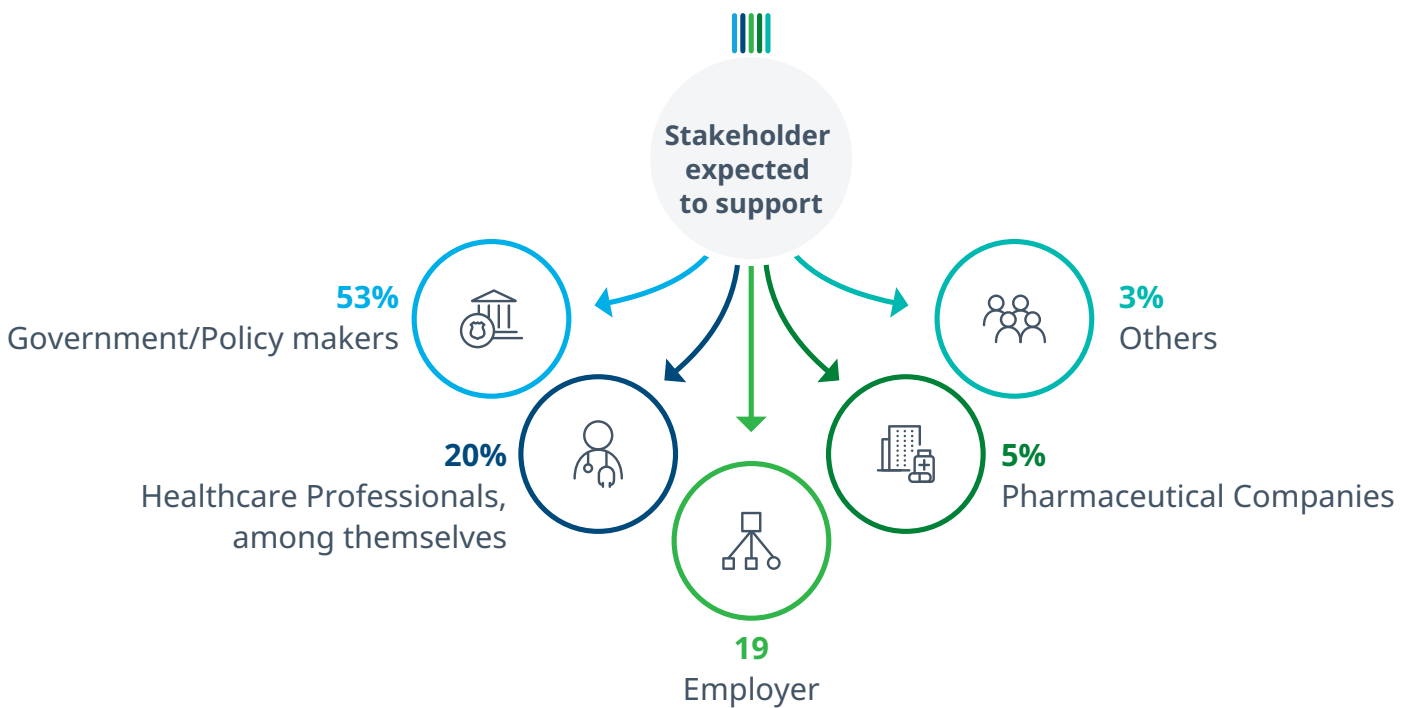 Stakeholder
expected
to support
53%
Government/Policy makers
20%
Healthcare Professionals,
among themselves
19
Employer
5%
Pharmaceutical Companies
3%
Others